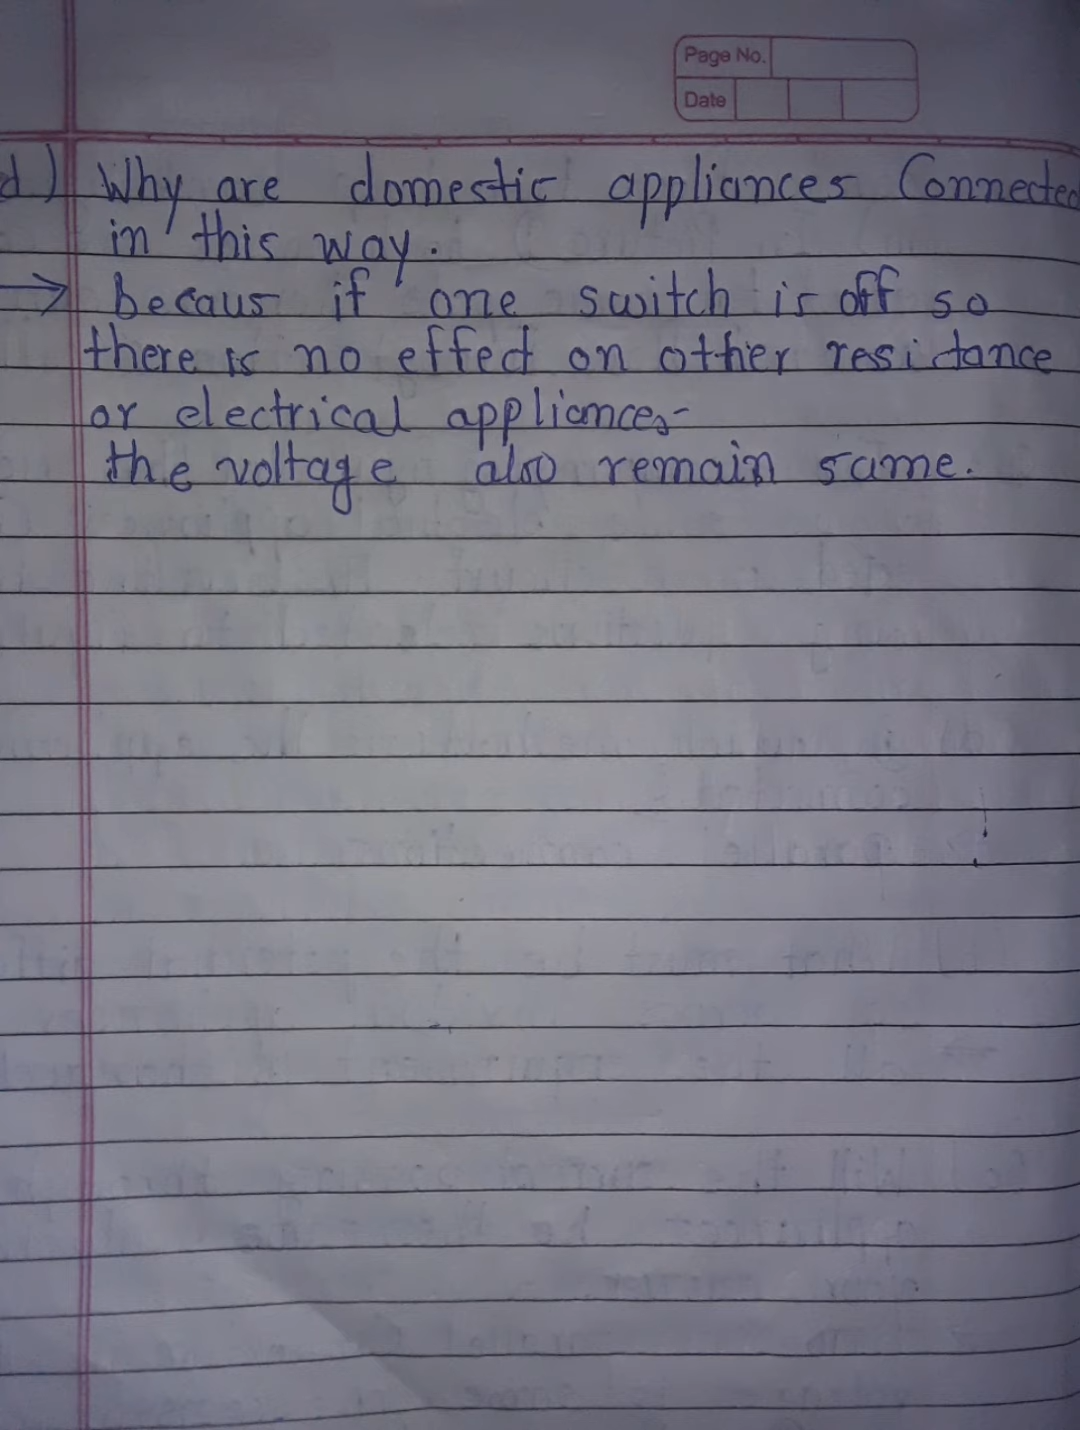 Page No.
Date
d) Why are domestic appliances Connected
in this way.
→ becaus if one switch is off so
there is no effect on other resistance
or electrical appliances-
the voltage also remain same.